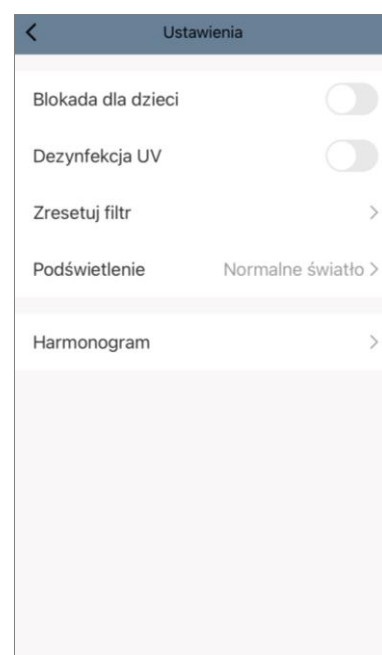 Ustawienia
Blokada dla dzieci
Dezynfekcja UV
Zresetuj filtr
Podświetlenie Normalne światło
Harmonogram